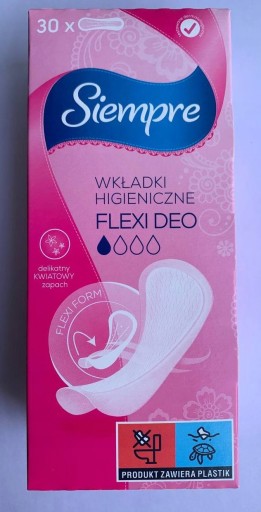 30 x
Siempre
WKŁADKI
HIGIENICZNE
FLEXI DEO
delikatny
KWIATOWY
zapach
FLEXI FORM
PRODUKT ZAWIERA PLASTIK